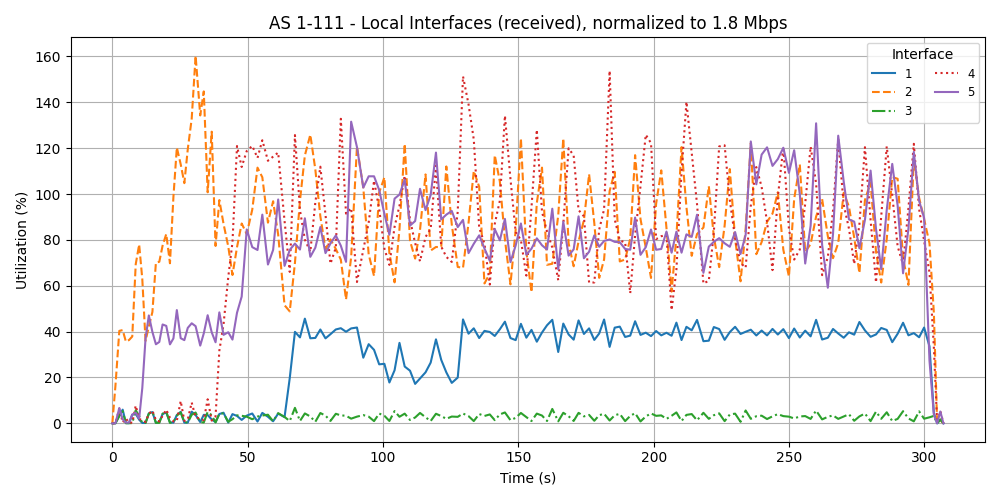 AS 1-111 - Local Interfaces (received), normalized to 1.8 Mbps
Interface
1
2
3
4
5
Utilization (%)
160
140
120
100
80
60
40
20
0
0 50 100 150 200 250 300
Time (s)